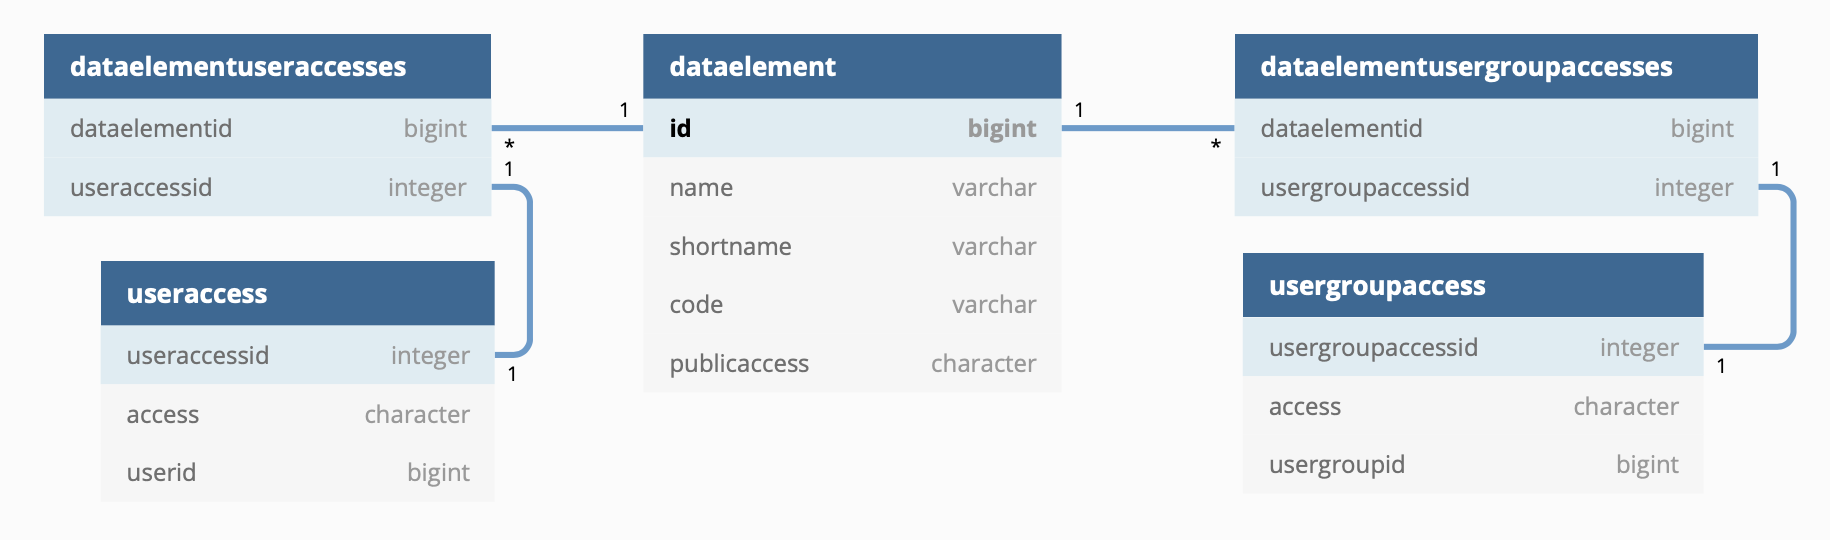 dataelementuseraccesses
dataelementid bigint
useraccessid integer
1
*
1
1
useraccess
useraccessid integer
access character
userid bigint
dataelement
id bigint
name varchar
shortname varchar
code varchar
publicaccess character
1
*
dataelementusergroupaccesses
dataelementid bigint
usergroupaccessid integer
1
1
usergroupaccess
usergroupaccessid integer
access character
usergroupid bigint